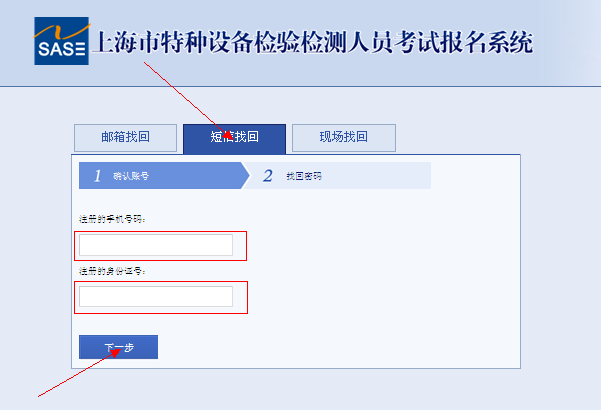 SASE 上海市特种设备检验检测人员考试报名系统
邮箱找回 短信找回 现场找回
1 确认账号 2 找回密码
注册的手机号码:
注册的身份证号:
下一步